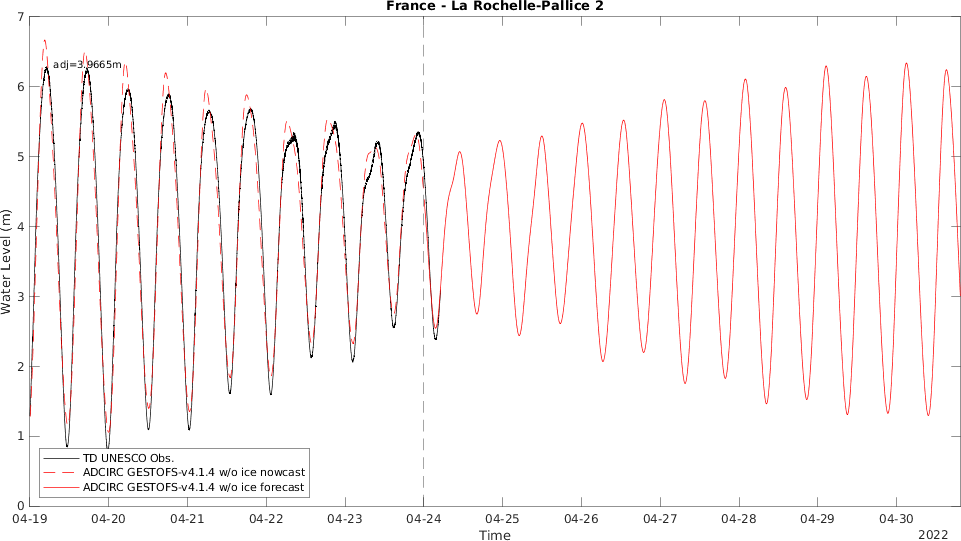 France - La Rochelle-Pallice 2
7
6
5
4
3
2
1
0
Water Level (m)
adj=3.9665m
TD UNESCO Obs.
ADCIRC GESTOFS-v4.1.4 w/o ice nowcast
ADCIRC GESTOFS-v4.1.4 w/o ice forecast
04-19 04-20 04-21 04-22 04-23 04-24 04-25 04-26 04-27 04-28 04-29 04-30
Time
2022